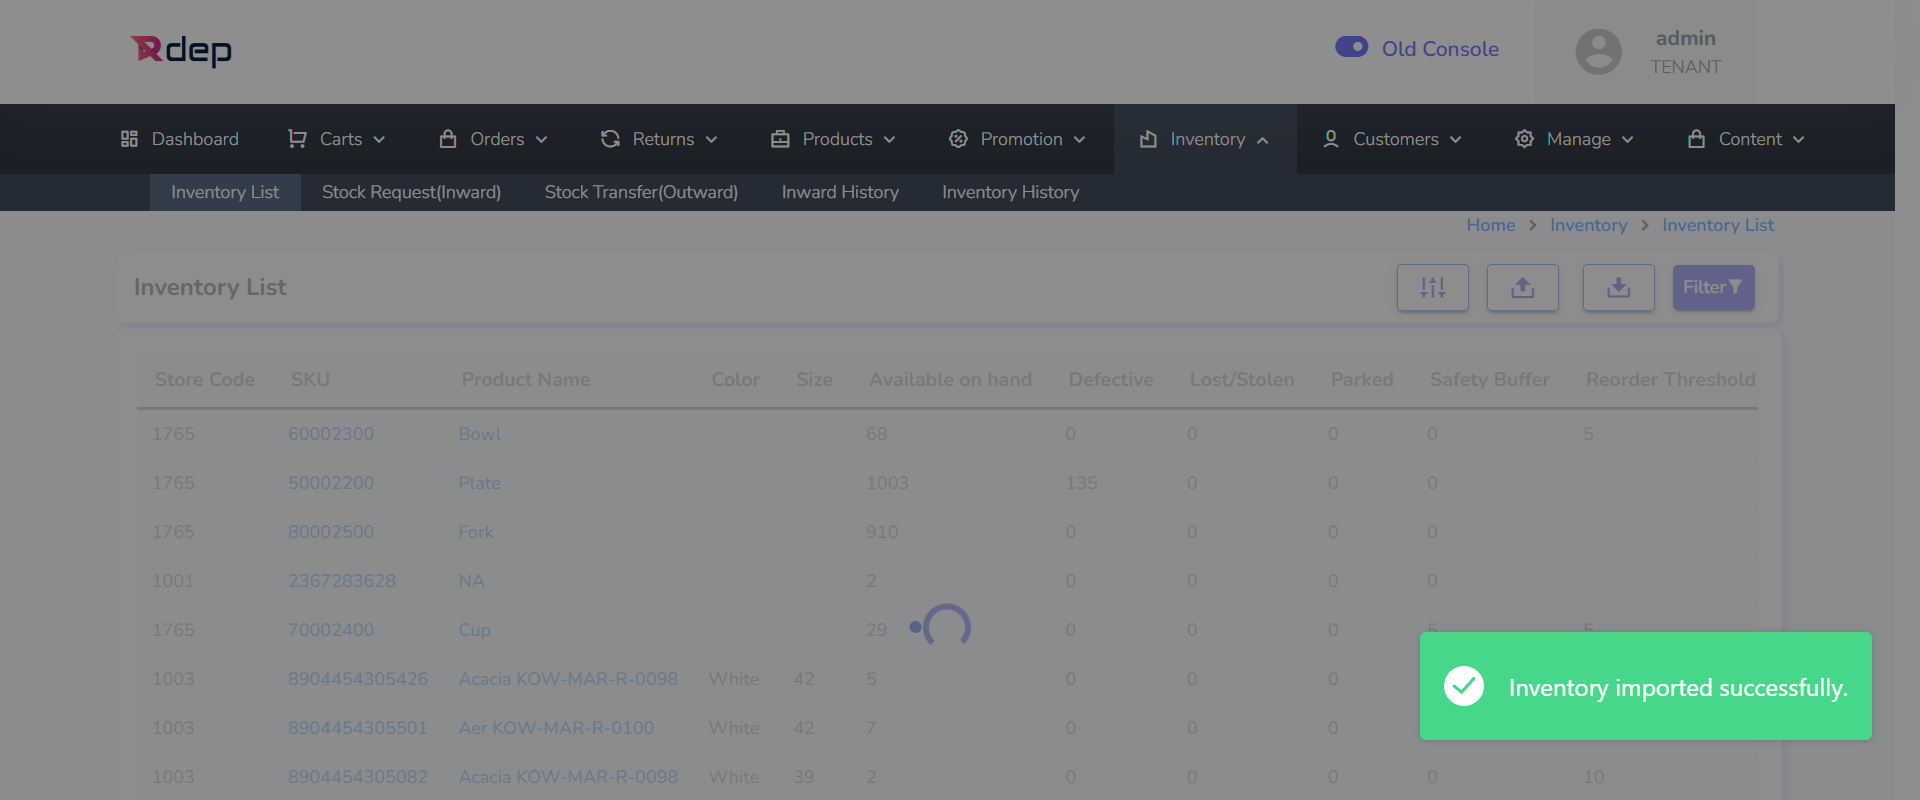 Rdep
Old Console
admin
TENANT
Dashboard Carts Orders Returns Products Promotion Inventory Customers Manage Content
Inventory List Stock Request(Inward) Stock Transfer(Outward) Inward History Inventory History
Home > Inventory > Inventory List
Inventory List
Filter
Store Code SKU Product Name Color Size Available on hand Defective Lost/Stolen Parked Safety Buffer Reorder Threshold
1765 60002300 Bowl 68 0 0 0 0 5
1765 50002200 Plate 1003 135 0 0 0
1765 80002500 Fork 910 0 0 0 0
1001 2367283628 NA 2 0 0 0 0
1765 70002400 Cup 29 0 0 0 5 5
1003 8904454305426 Acacia KOW-MAR-R-0098 White 42 5 0 0 0
1003 8904454305501 Aer KOW-MAR-R-0100 White 42 7 0 0 0
1003 8904454305082 Acacia KOW-MAR-R-0098 White 39 2 0 0 0 0 10
Inventory imported successfully.